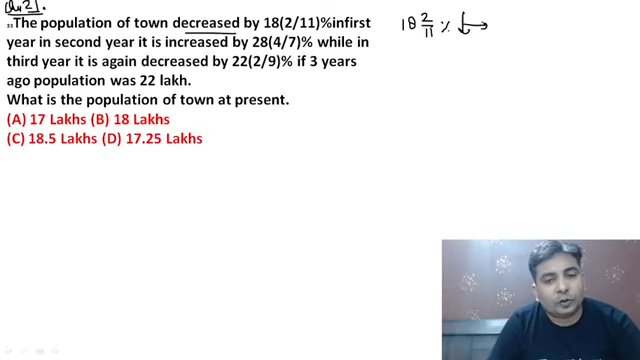 Qu. 21.
33The population of town decreased by 18(2/11)%infirst
year in second year it is increased by 28(4/7)% while in
third year it is again decreased by 22(2/9)% if 3 years
ago population was 22 lakh.
What is the population of town at present.
(A) 17 Lakhs (B) 18 Lakhs
(C) 18.5 Lakhs (D) 17.25 Lakhs
18 2/11 %